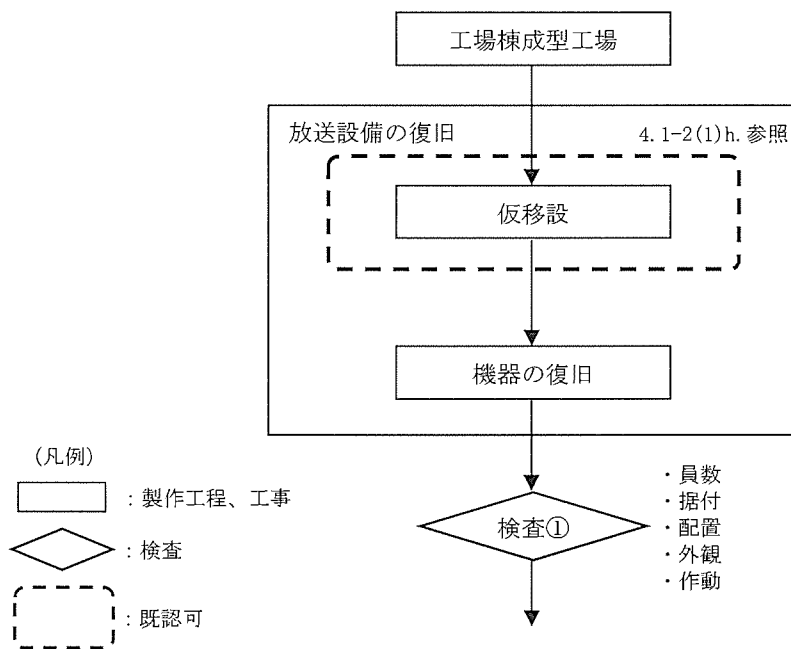 工場棟成型工場
放送設備の復旧 4.1-2(1)h.参照
仮移設
機器の復旧
検査①
・員数
・据付
・配置
・外観
・作動
(凡例)
：製作工程、工事
：検査
：既認可